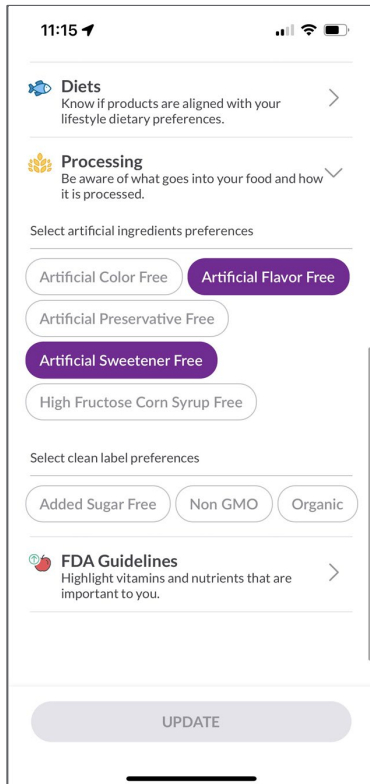 11:15
Diets
Know if products are aligned with your
lifestyle dietary preferences.
Processing
Be aware of what goes into your food and how
it is processed.
Select artificial ingredients preferences
Artificial Color Free
Artificial Flavor Free
Artificial Preservative Free
Artificial Sweetener Free
High Fructose Corn Syrup Free
Select clean label preferences
Added Sugar Free
Non GMO
Organic
FDA Guidelines
Highlight vitamins and nutrients that are
important to you.
UPDATE